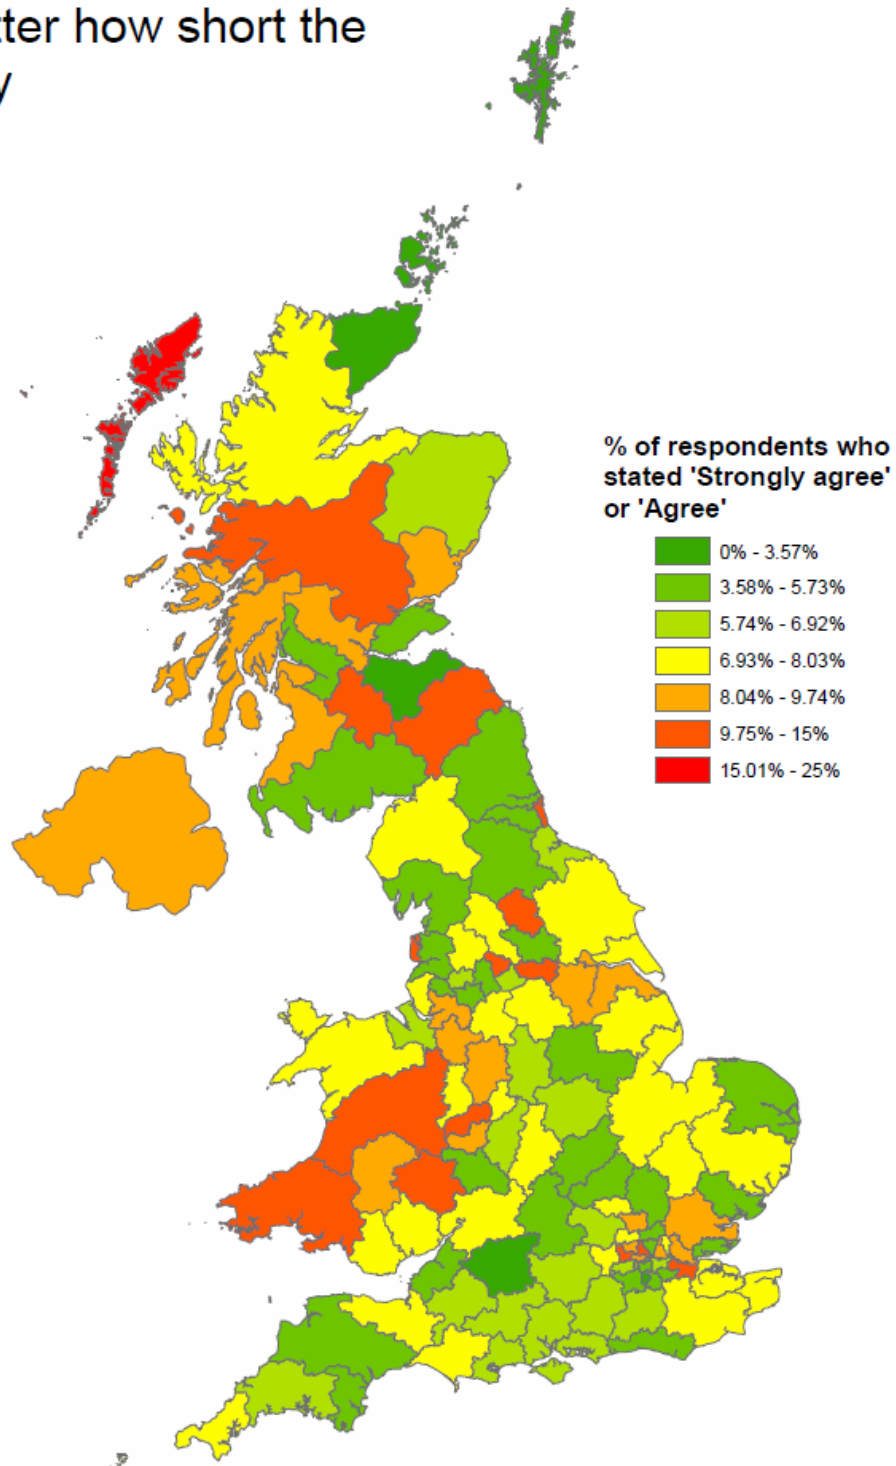 tter how short the
y
% of respondents who
stated 'Strongly agree'
or 'Agree'
0% - 3.57%
3.58% - 5.73%
5.74% - 6.92%
6.93% - 8.03%
8.04% - 9.74%
9.75% - 15%
15.01% - 25%